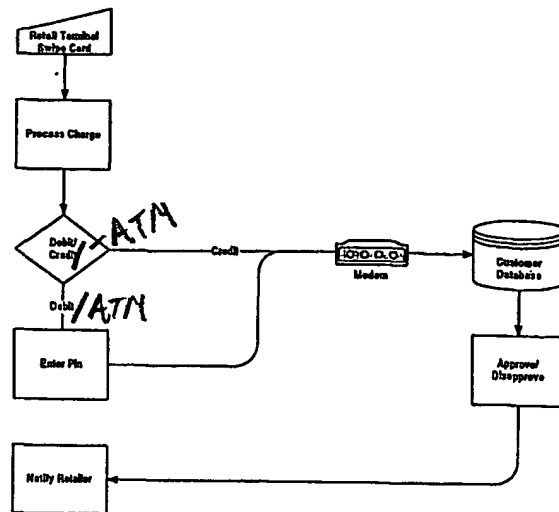 Retail Terminal
Swipe Card
Process Charge
Debit/
Credit
/ATM
Credit
Modem
Customer
Database
Debit
/ATM
Enter Pin
Approve/
Disapprove
Notify Retailer